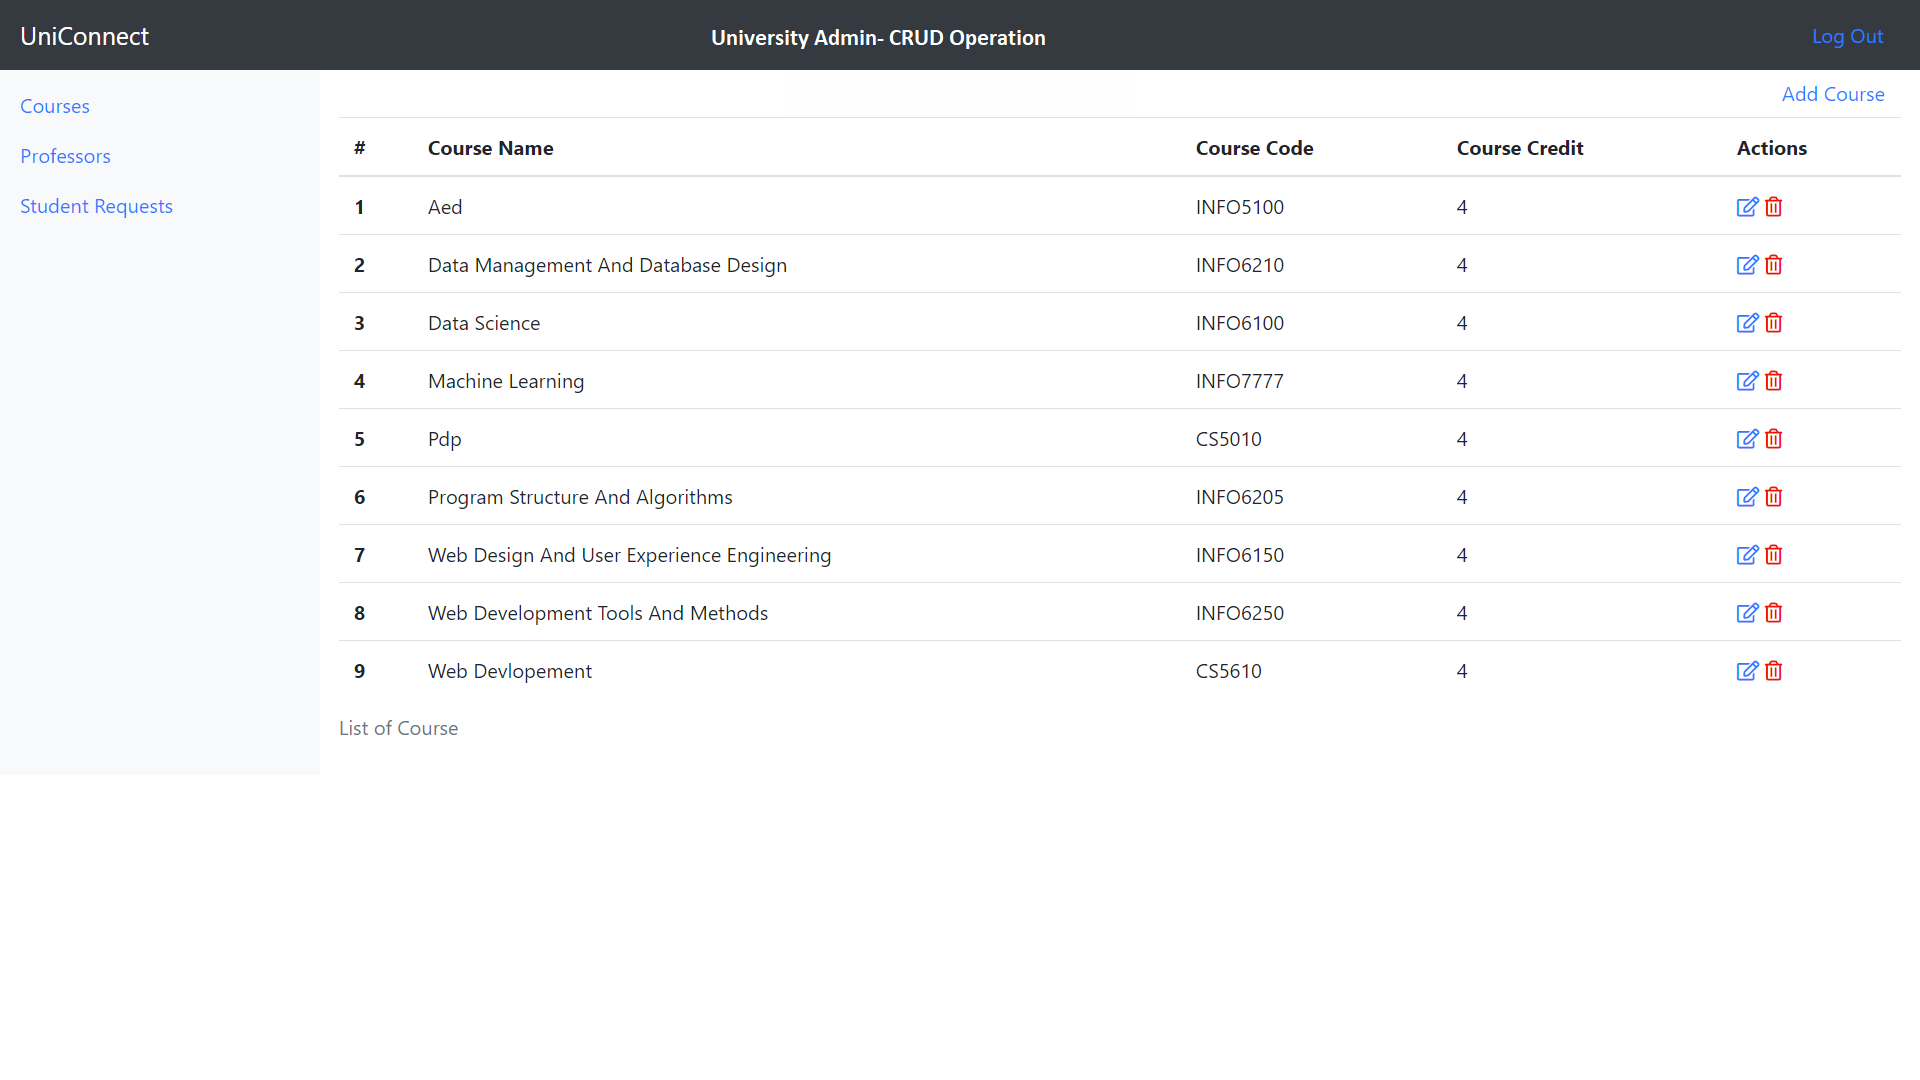 UniConnect
University Admin- CRUD Operation
Log Out
Courses
Professors
Student Requests
Add Course
# Course Name Course Code Course Credit Actions
1 Aed INFO5100 4
2 Data Management And Database Design INFO6210 4
3 Data Science INFO6100 4
4 Machine Learning INFO7777 4
5 Pdp CS5010 4
6 Program Structure And Algorithms INFO6205 4
7 Web Design And User Experience Engineering INFO6150 4
8 Web Development Tools And Methods INFO6250 4
9 Web Devlopement CS5610 4
List of Course